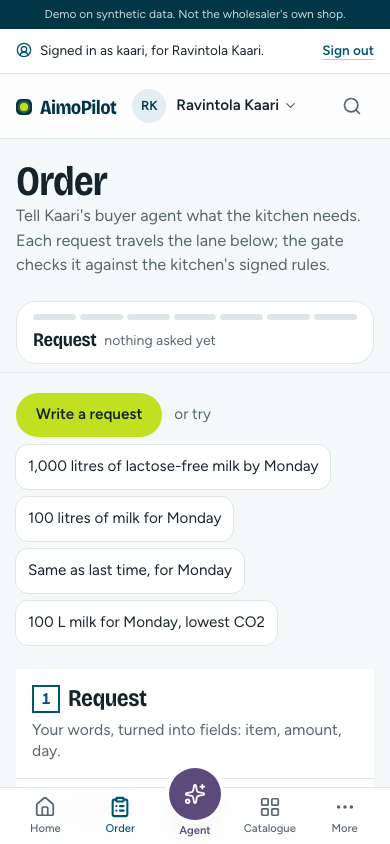 Demo on synthetic data. Not the wholesaler's own shop.
Signed in as kaari, for Ravintola Kaari. Sign out
AimoPilot RK Ravintola Kaari
Order
Tell Kaari's buyer agent what the kitchen needs.
Each request travels the lane below; the gate
checks it against the kitchen's signed rules.
Request nothing asked yet
Write a request or try
1,000 litres of lactose-free milk by Monday
100 litres of milk for Monday
Same as last time, for Monday
100 L milk for Monday, lowest CO2
1 Request
Your words, turned into fields: item, amount,
day.
Home Order Agent Catalogue More